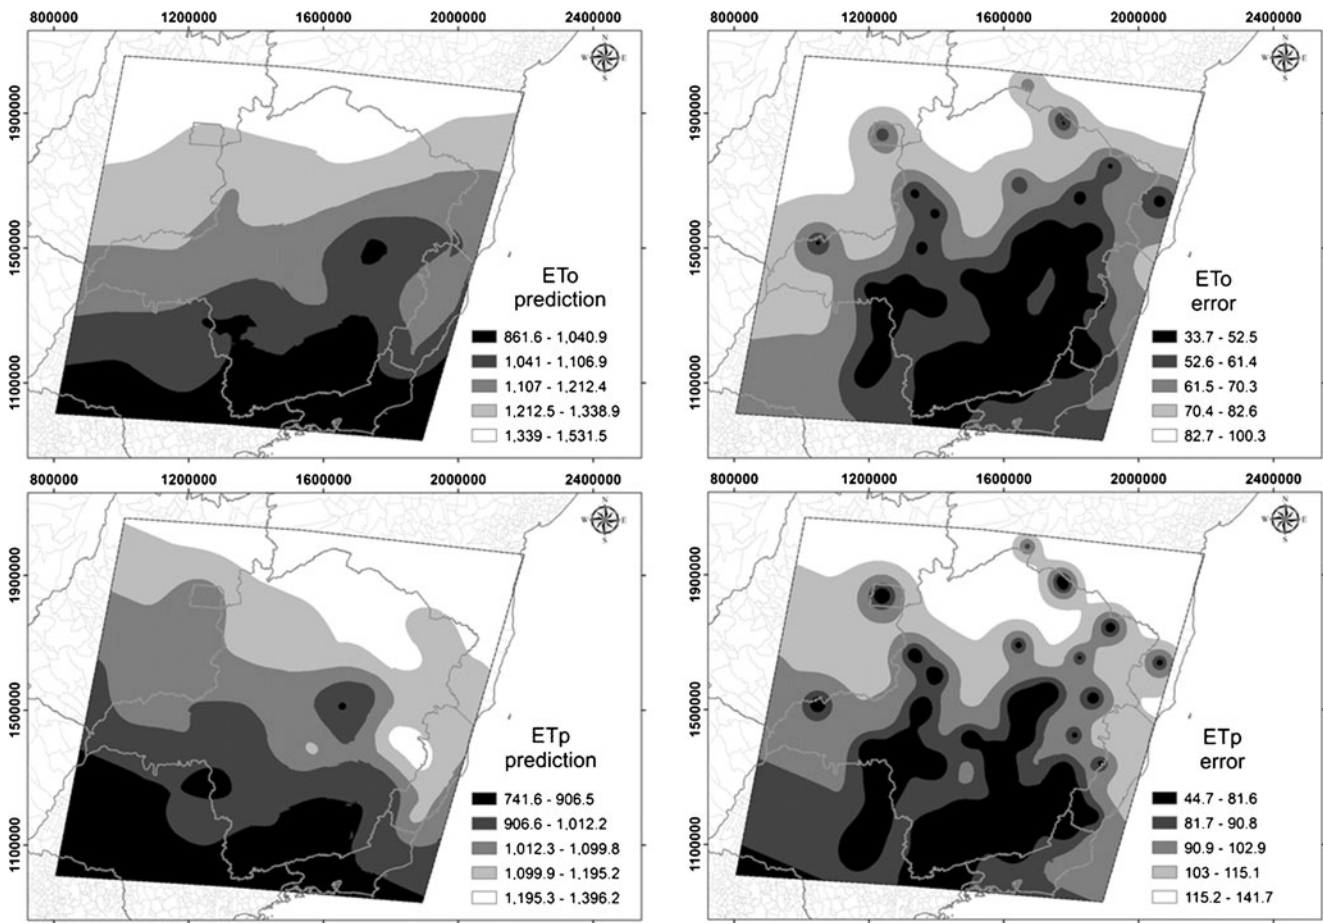 800000 1200000 1600000 2000000 2400000
1900000
1500000
1100000
N
W E
S
ETo
prediction
861.6 - 1,040.9
1,041 - 1,106.9
1,107 - 1,212.4
1,212.5 - 1,338.9
1,339 - 1,531.5
800000 1200000 1600000 2000000 2400000
1900000
1500000
1100000
N
W E
S
ETo
error
33.7 - 52.5
52.6 - 61.4
61.5 - 70.3
70.4 - 82.6
82.7 - 100.3
800000 1200000 1600000 2000000 2400000
1900000
1500000
1100000
N
W E
S
ETp
prediction
741.6 - 906.5
906.6 - 1,012.2
1,012.3 - 1,099.8
1,099.9 - 1,195.2
1,195.3 - 1,396.2
800000 1200000 1600000 2000000 2400000
1900000
1500000
1100000
N
W E
S
ETp
error
44.7 - 81.6
81.7 - 90.8
90.9 - 102.9
103 - 115.1
115.2 - 141.7